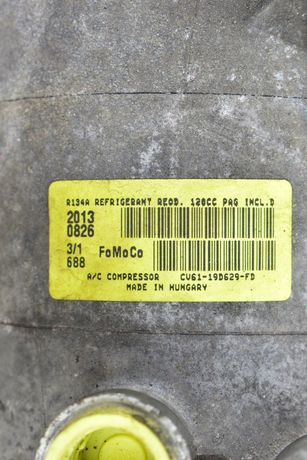 R134A REFRIGERANT REQD. 120CC PAG INCL.D
2013
0826
3/1 FoMoCo
688
A/C COMPRESSOR CV61-19D629-FD
MADE IN HUNGARY